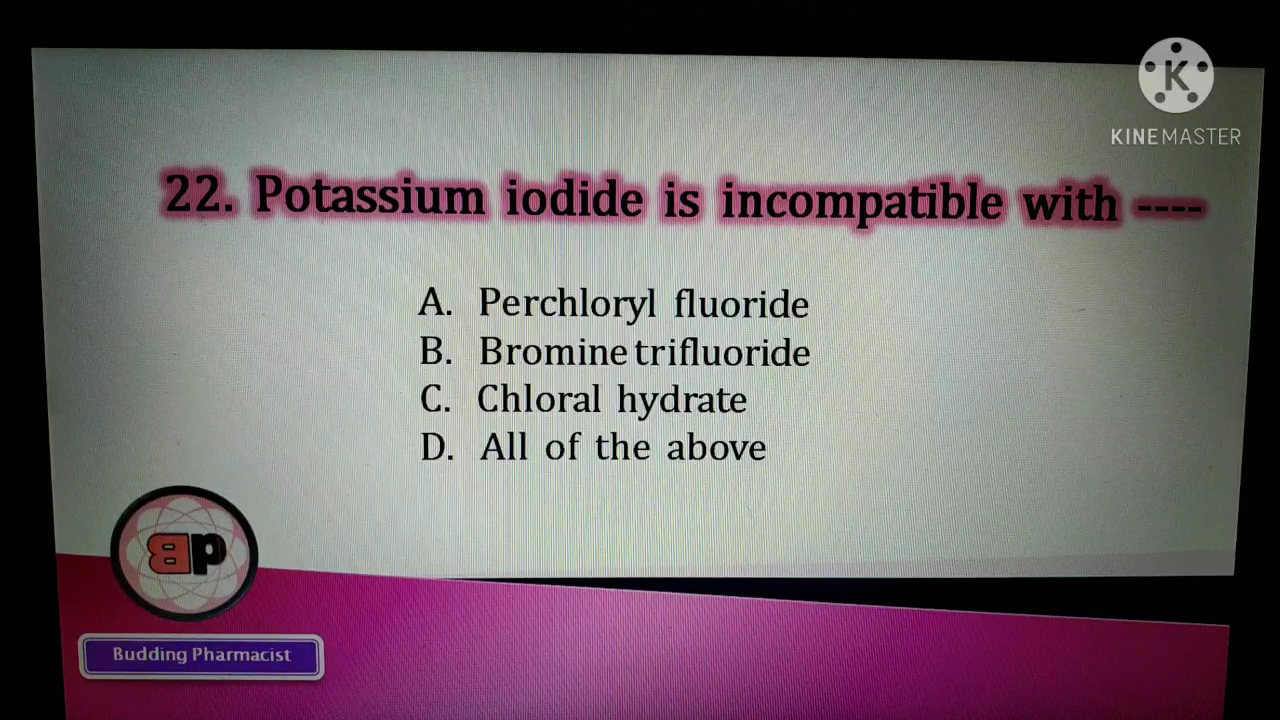 K
KINEMASTER
22. Potassium iodide is incompatible with ----
A. Perchloryl fluoride
B. Bromine trifluoride
C. Chloral hydrate
D. All of the above
Bp
Budding Pharmacist